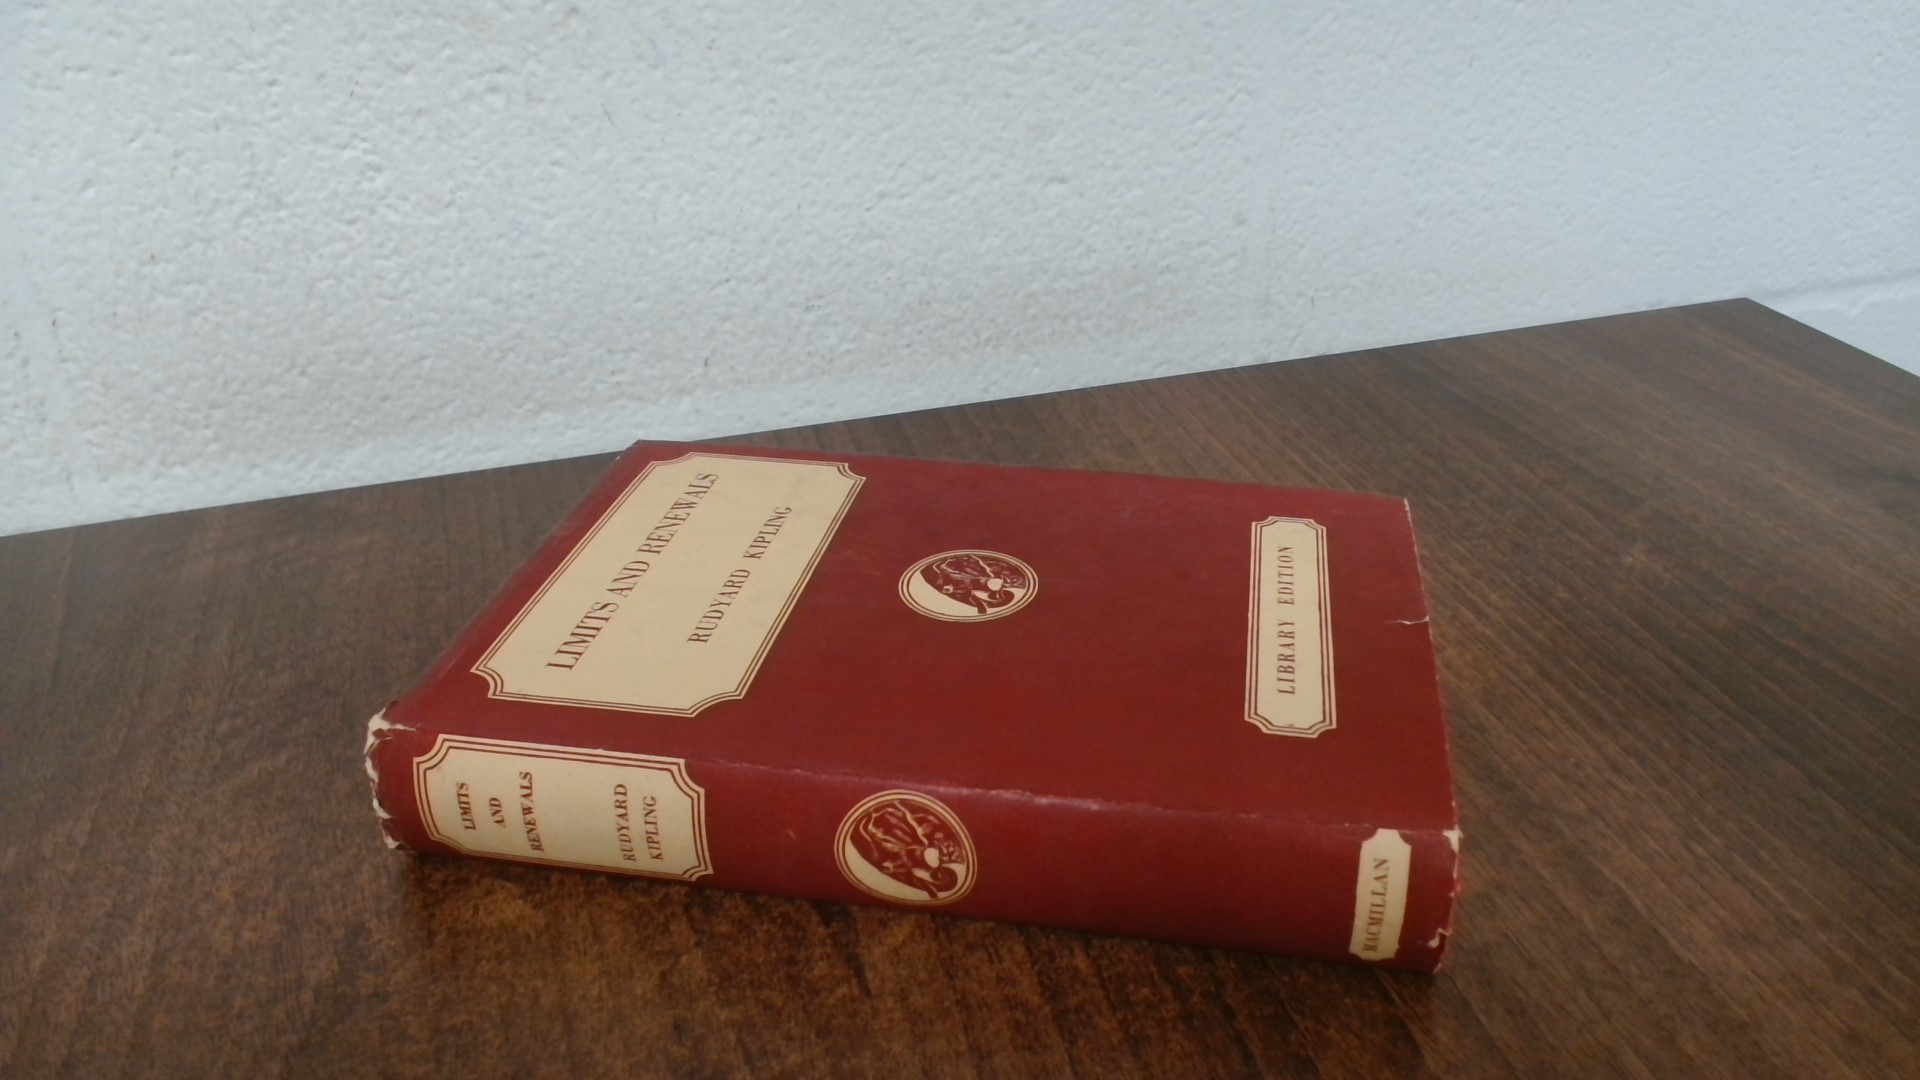 LIMITS AND RENEWALS
RUDYARD KIPLING
LIBRARY EDITION
LIMITS
AND
RENEWALS
RUDYARD
KIPLING
MACMILLAN